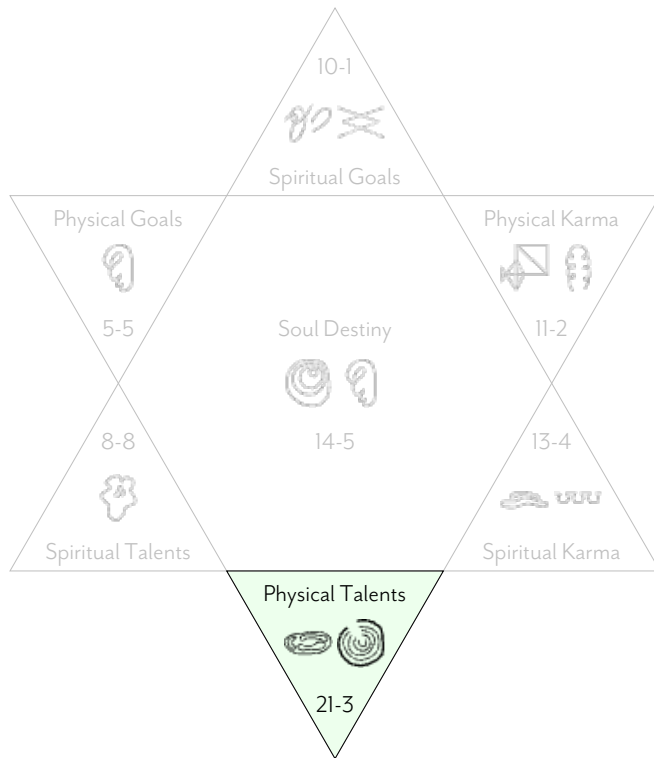 10-1
Spiritual Goals
Physical Goals
5-5
Physical Karma
11-2
Soul Destiny
14-5
8-8
Spiritual Talents
13-4
Spiritual Karma
Physical Talents
21-3